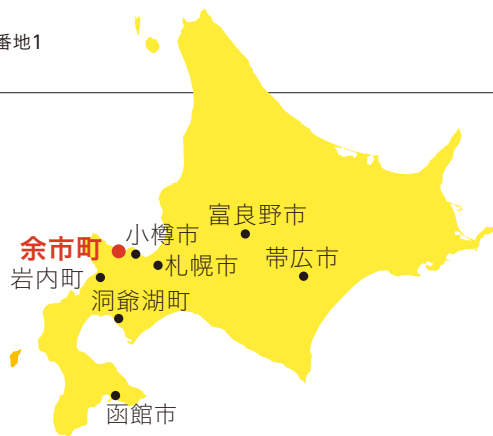 番地1
富良野市
小樽市
余市町
札幌市
帯広市
岩内町
洞爺湖町
函館市